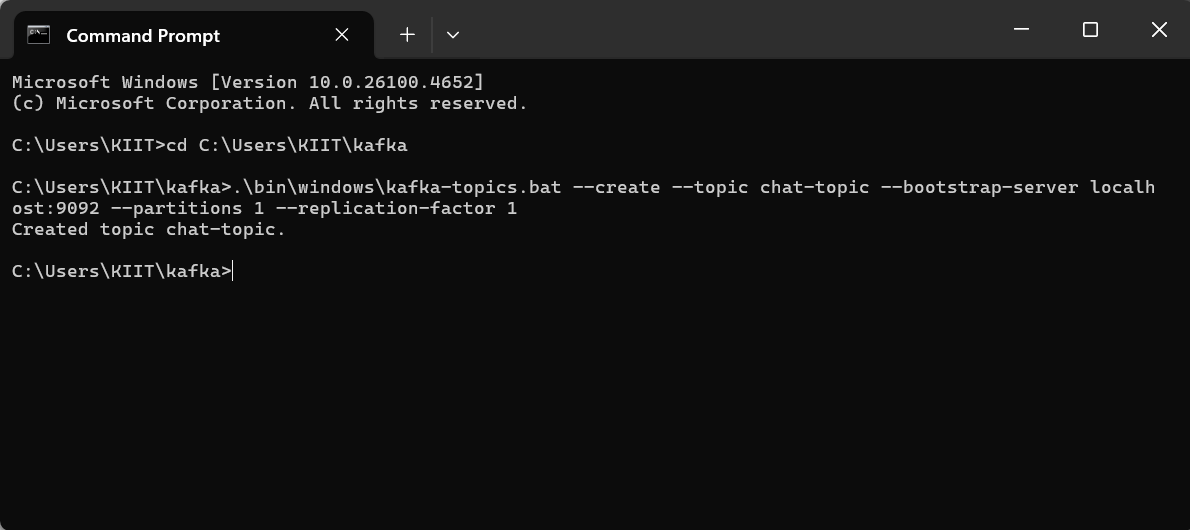 Command Prompt
Microsoft Windows [Version 10.0.26100.4652]
(c) Microsoft Corporation. All rights reserved.
C:\Users\KIIT>cd C:\Users\KIIT\kafka
C:\Users\KIIT\kafka>.\bin\windows\kafka-topics.bat --create --topic chat-topic --bootstrap-server localh
ost:9092 --partitions 1 --replication-factor 1
Created topic chat-topic.
C:\Users\KIIT\kafka>